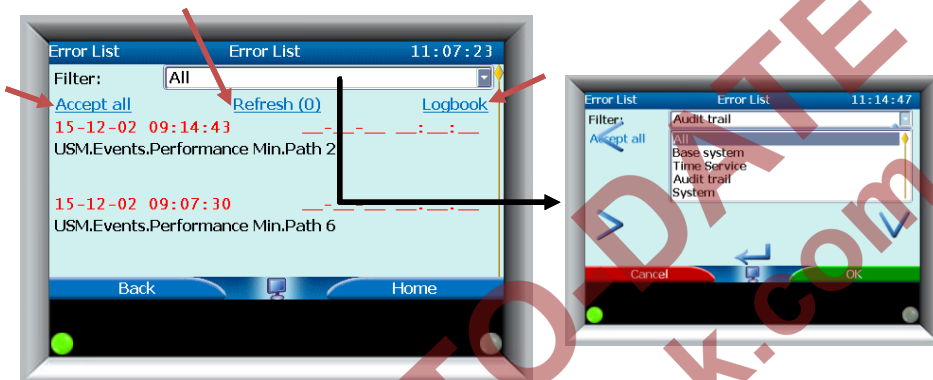 Error List Error List 11:07:23
Filter: All
Accept all Refresh (0) Logbook
15-12-02 09:14:43 __-__-__ __:__:__
USM.Events.Performance Min.Path 2
15-12-02 09:07:30 __-__-__ __:__:__
USM.Events.Performance Min.Path 6
Back Home
Error List Error List 11:14:47
Filter: Audit trail
Accept all
All
Base system
Time Service
Audit trail
System
Cancel OK
TO-DATE
k.com